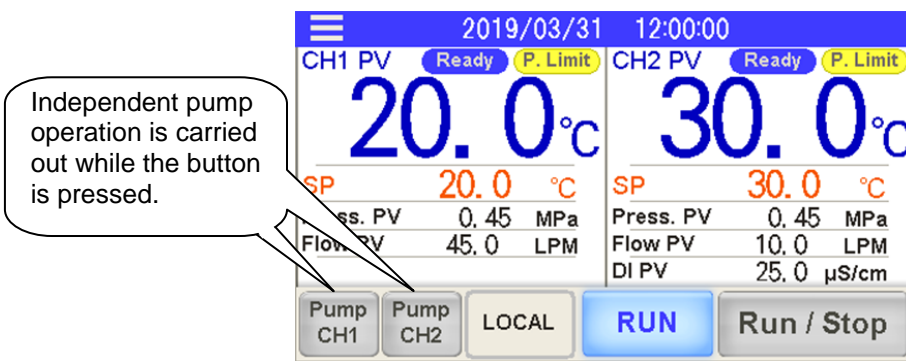 2019/03/31 12:00:00
CH1 PV Ready P. Limit CH2 PV Ready P. Limit
Independent pump
operation is carried
out while the button
is pressed.
20.0 °C 30.0 °C
SP 20.0 °C SP 30.0 °C
PV 0.45 MPa Press. PV 0.45 MPa
Flow PV 45.0 LPM Flow PV 10.0 LPM
DI PV 25.0 µS/cm
Pump CH1 Pump CH2 LOCAL RUN Run / Stop